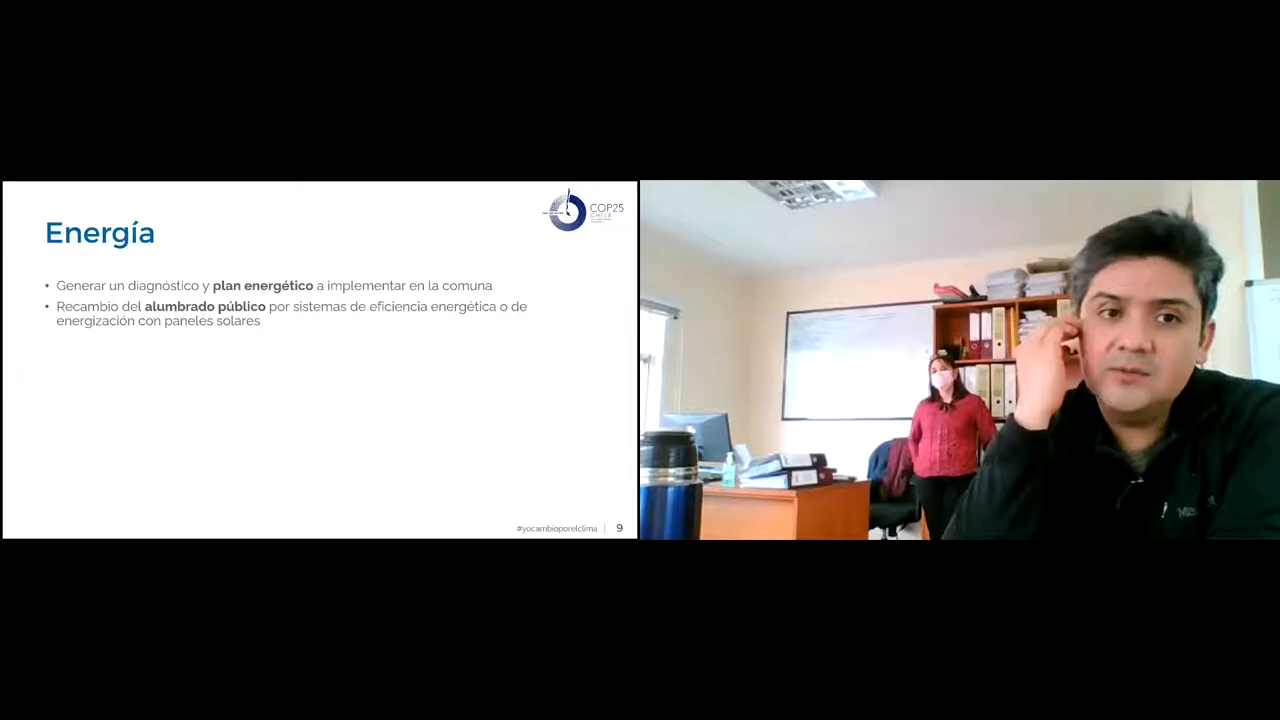 COP25
CHILE
Energía
• Generar un diagnóstico y plan energético a implementar en la comuna
• Recambio del alumbrado público por sistemas de eficiencia energética o de
energización con paneles solares
#yocambioporelclima | 9